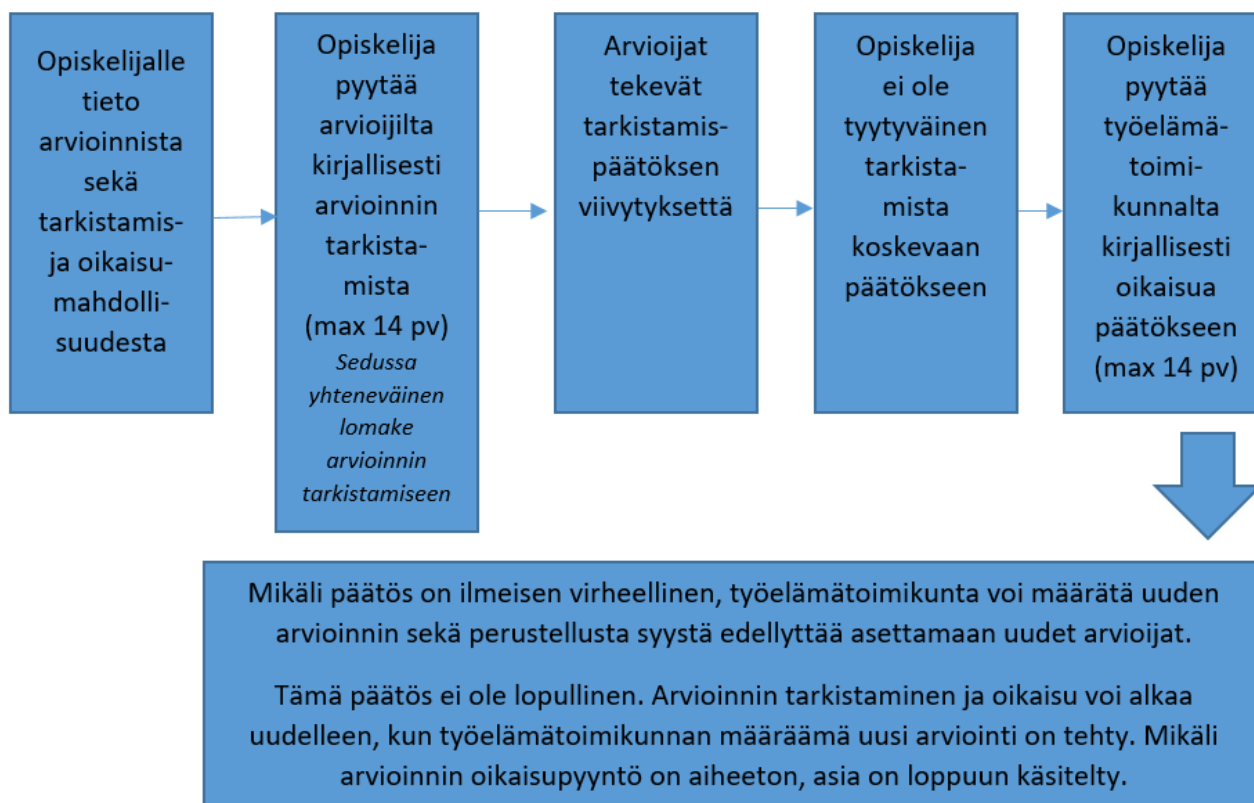 Opiskelijalle
tieto
arvioinnista
sekä
tarkistamis-
ja oikaisu-
mahdolli-
suudesta
Opiskelija
pyytää
arvioijilta
kirjallisesti
arvioinnin
tarkista-
mista
(max 14 pv)
Sedussa
yhteneväinen
lomake
arvioinnin
tarkistamiseen
Arvioijat
tekevät
tarkistamis-
päätöksen
viivytyksettä
Opiskelija
ei ole
tyytyväinen
tarkista-
mista
koskevaan
päätökseen
Opiskelija
pyytää
työelämä-
toimi-
kunnalta
kirjallisesti
oikaisua
päätökseen
(max 14 pv)
Mikäli päätös on ilmeisen virheellinen, työelämätoimikunta voi määrätä uuden
arvioinnin sekä perustellusta syystä edellyttää asettamaan uudet arvioijat.
Tämä päätös ei ole lopullinen. Arvioinnin tarkistaminen ja oikaisu voi alkaa
uudelleen, kun työelämätoimikunnan määräämä uusi arviointi on tehty. Mikäli
arvioinnin oikaisupyyntö on aiheeton, asia on loppuun käsitelty.